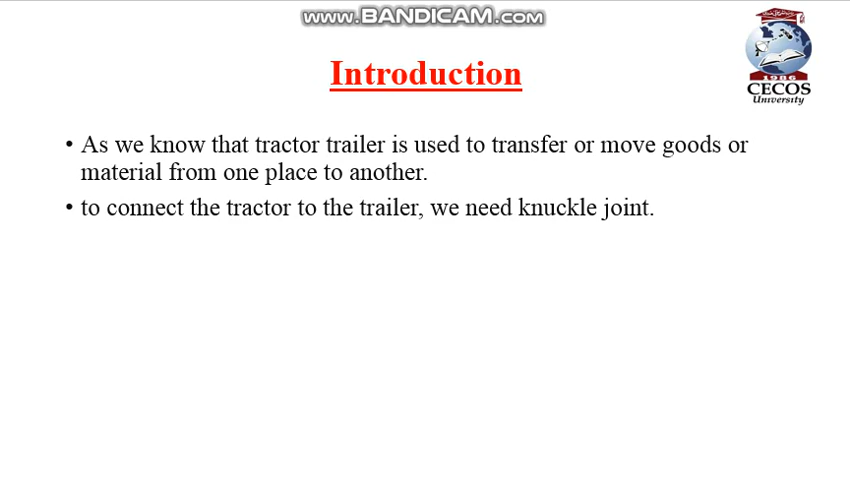 www.BANDICAM.com
Introduction
1986
CECOS
University
• As we know that tractor trailer is used to transfer or move goods or
material from one place to another.
• to connect the tractor to the trailer, we need knuckle joint.